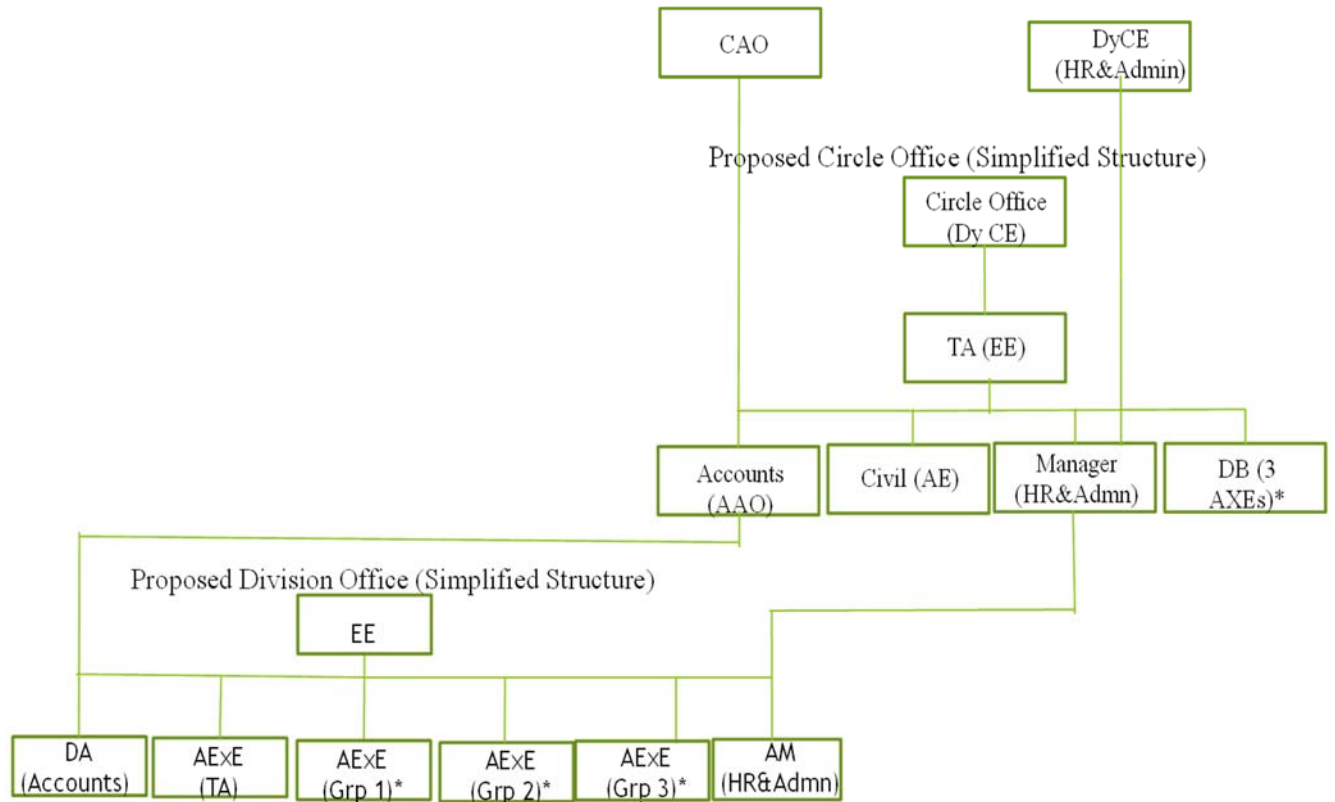 CAO
DyCE
(HR&Admin)
Proposed Circle Office (Simplified Structure)
Circle Office
(Dy CE)
TA (EE)
Accounts
(AAO)
Civil (AE)
Manager
(HR&Admn)
DB (3
AXEs)*
Proposed Division Office (Simplified Structure)
EE
DA
(Accounts)
AExE
(TA)
AExE
(Grp 1)*
AExE
(Grp 2)*
AExE
(Grp 3)*
AM
(HR&Admn)